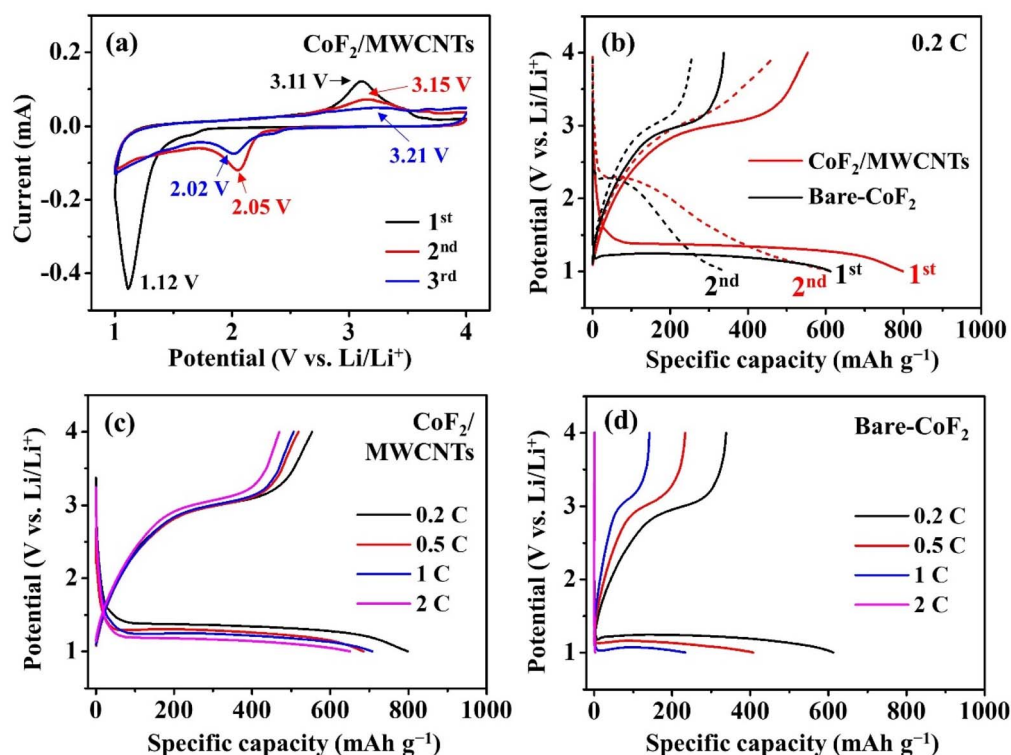 (a)
CoF₂/MWCNTs
0.2
0.0
-0.2
-0.4
Current (mA)
3.11 V
3.15 V
3.21 V
2.02 V
2.05 V
1.12 V
1ˢᵗ
2ⁿᵈ
3ʳᵈ
1 2 3 4
Potential (V vs. Li/Li⁺)
(b)
0.2 C
4
3
2
1
Potential (V vs. Li/Li⁺)
CoF₂/MWCNTs
Bare-CoF₂
2ⁿᵈ 2ⁿᵈ 1ˢᵗ 1ˢᵗ
0 200 400 600 800 1000
Specific capacity (mAh g⁻¹)
(c)
CoF₂/
MWCNTs
4
3
2
1
Potential (V vs. Li/Li⁺)
0.2 C
0.5 C
1 C
2 C
0 200 400 600 800 1000
Specific capacity (mAh g⁻¹)
(d)
Bare-CoF₂
4
3
2
1
Potential (V vs. Li/Li⁺)
0.2 C
0.5 C
1 C
2 C
0 200 400 600 800 1000
Specific capacity (mAh g⁻¹)